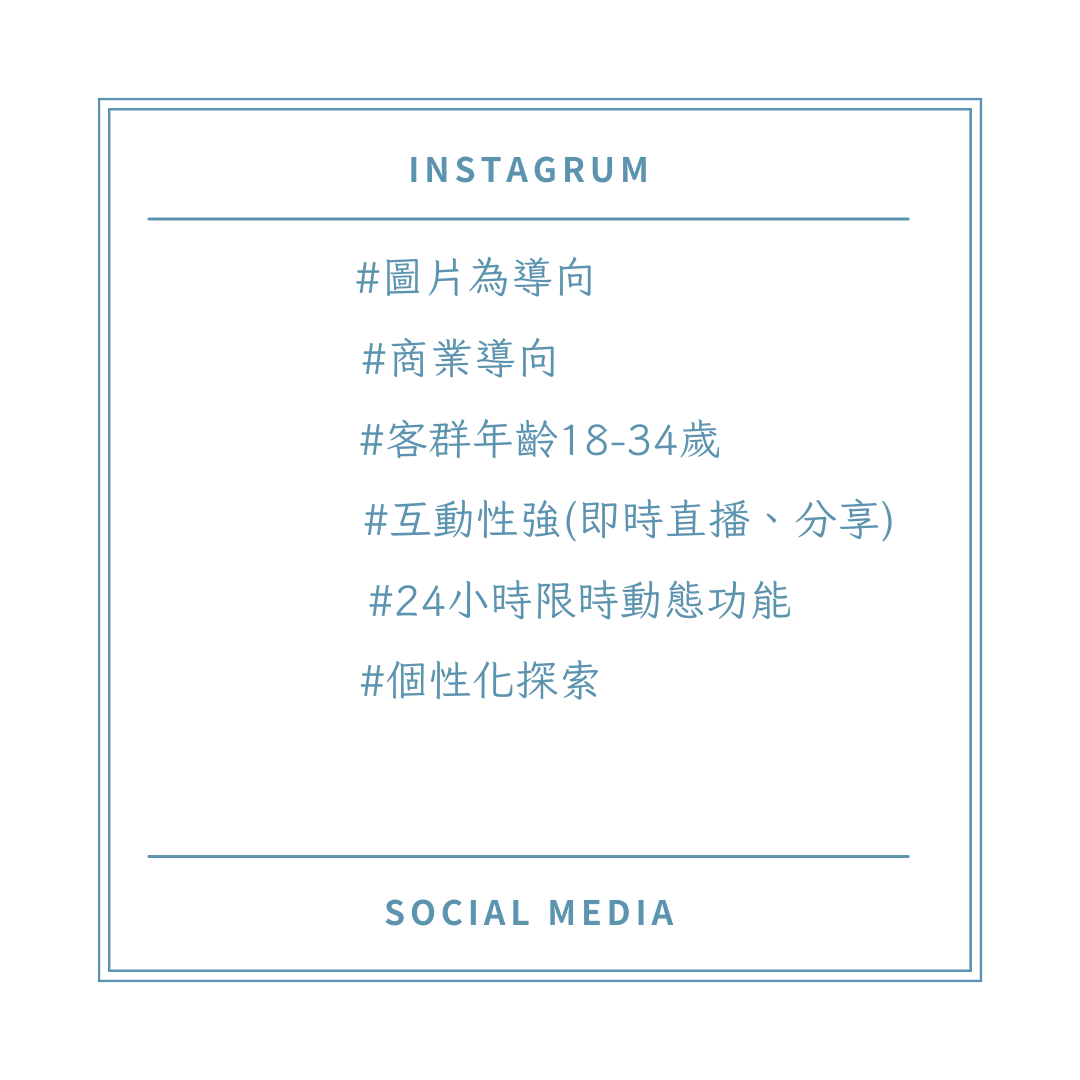 INSTAGRUM
#圖片為導向
#商業導向
#客群年齡18-34歲
#互動性強(即時直播、分享)
#24小時限時動態功能
#個性化探索
SOCIAL MEDIA